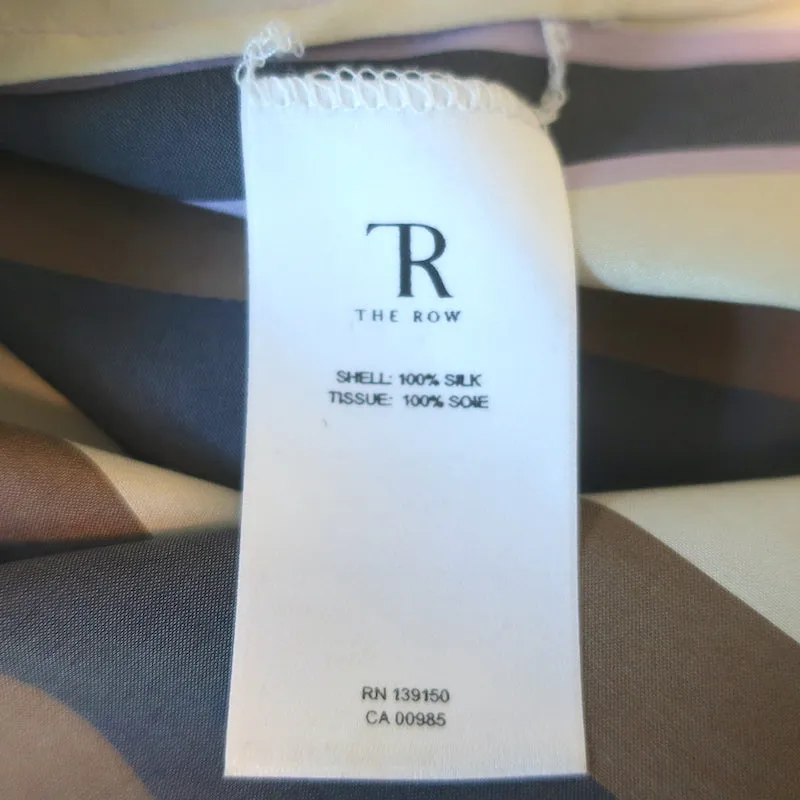 TR
THE ROW
SHELL: 100% SILK
TISSUE: 100% SOIE
RN 139150
CA 00985